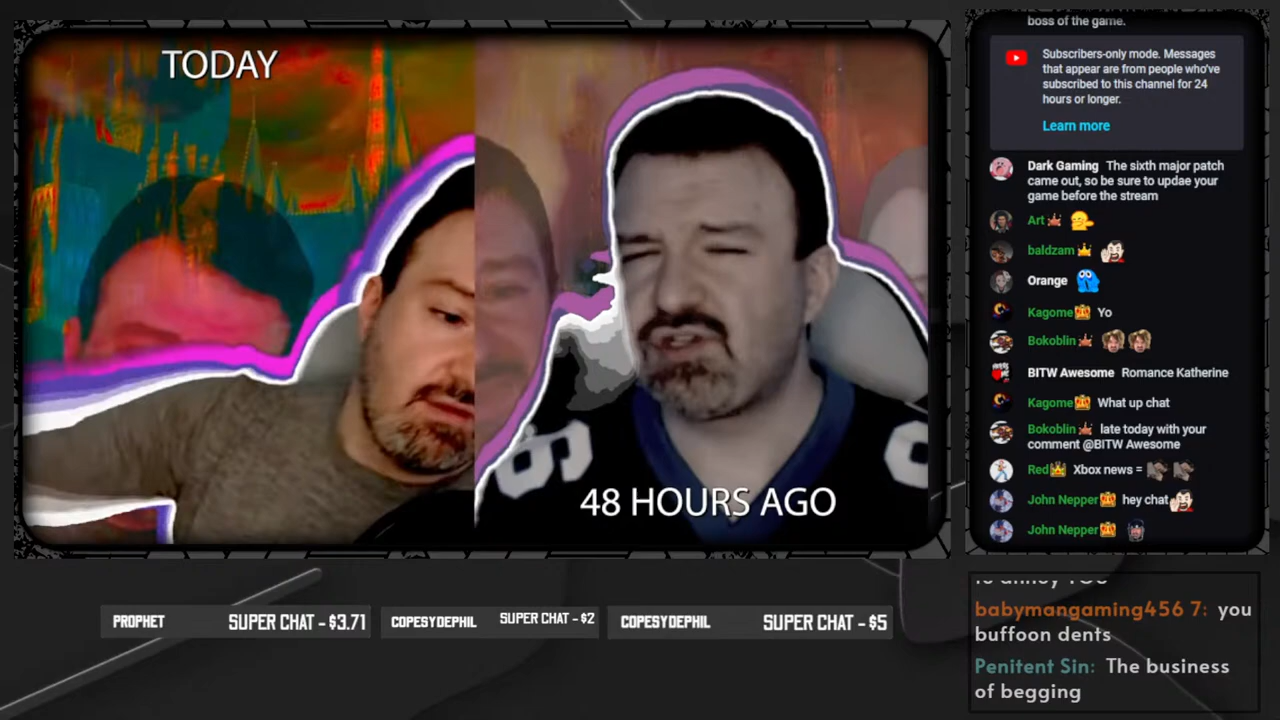 TODAY
48 HOURS AGO
boss of the game.
Subscribers-only mode. Messages
that appear are from people who've
subscribed to this channel for 24
hours or longer.
Learn more
Dark Gaming The sixth major patch
came out, so be sure to updae your
game before the stream
Art
baldzam
Orange
Kagome Yo
Bokoblin
BITW Awesome Romance Katherine
Kagome What up chat
Bokoblin late today with your
comment @BITW Awesome
Red Xbox news =
John Nepper hey chat
John Nepper
PROPHET SUPER CHAT - $3.71
COPESYDEPHIL SUPER CHAT - $2
COPESYDEPHIL SUPER CHAT - $5
to annoy YOU
babymangaming456 7: you
buffoon dents
Penitent Sin: The business
of begging